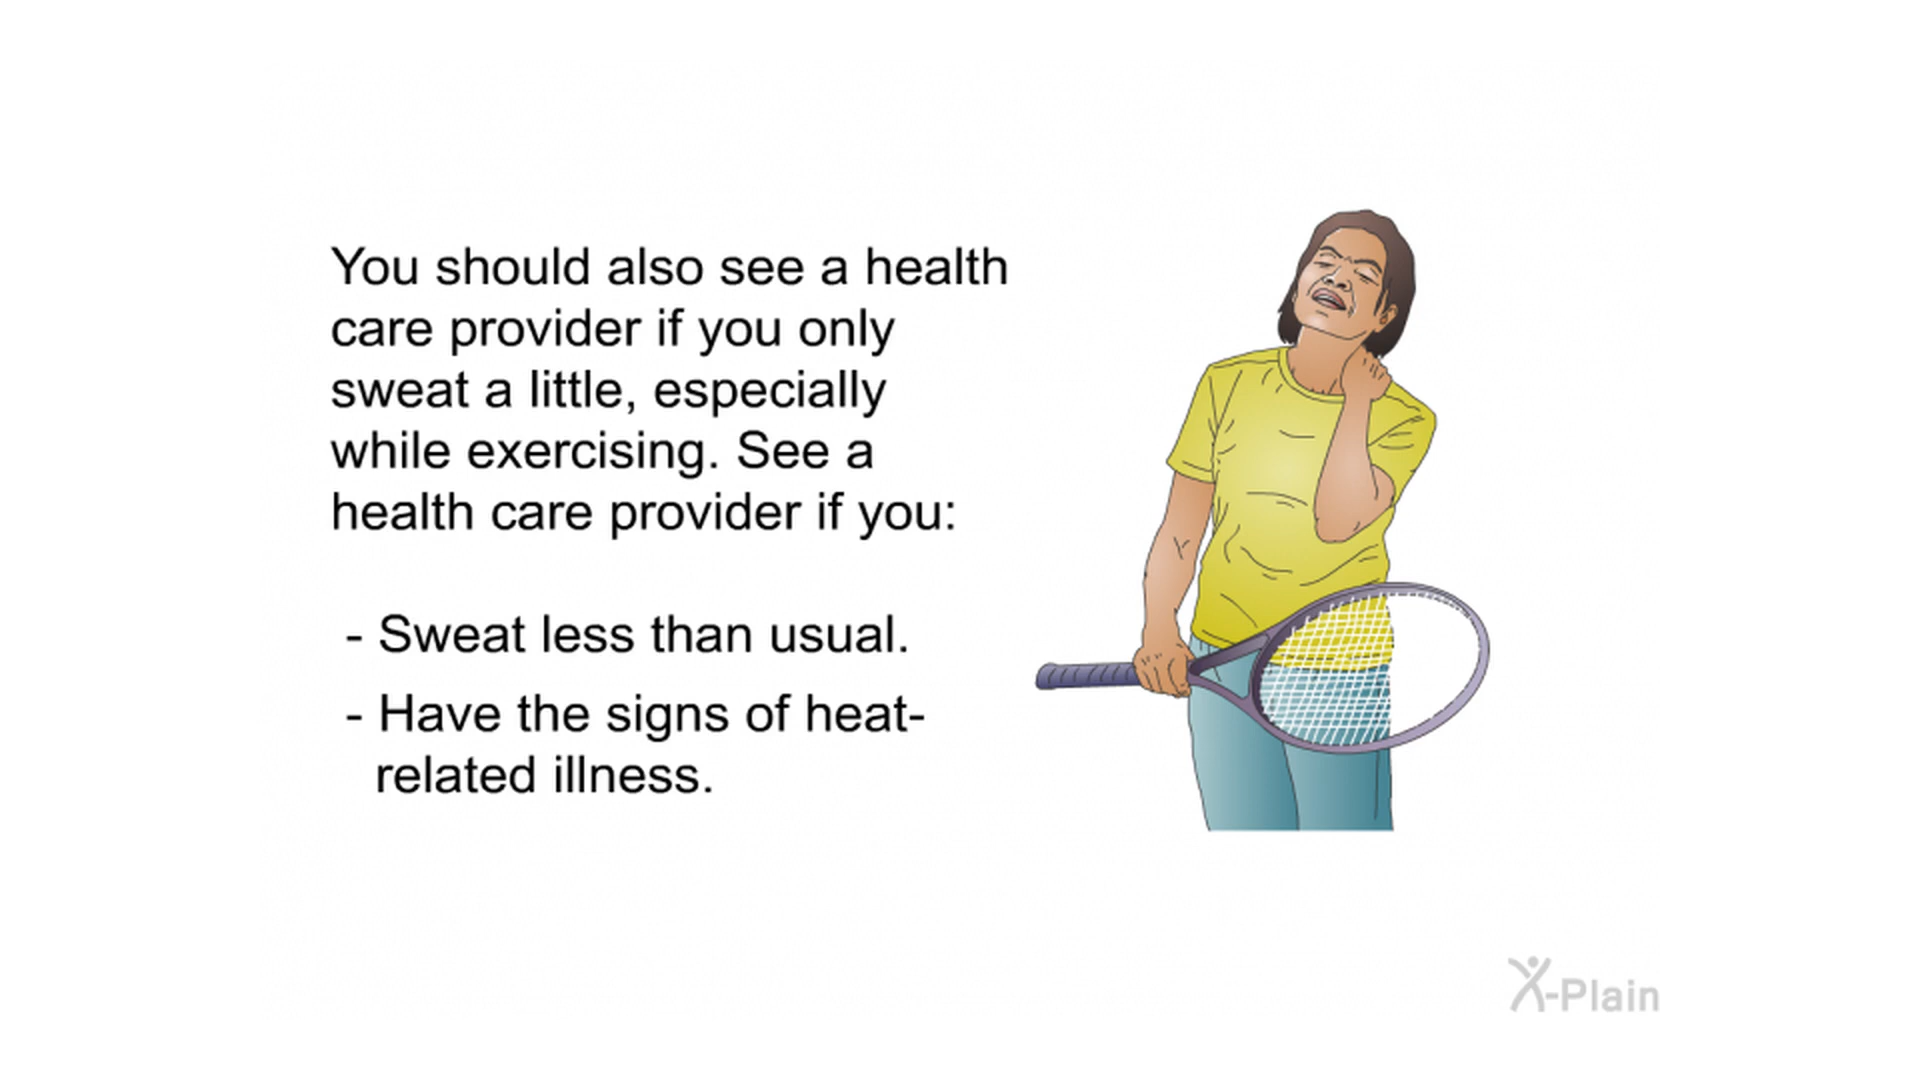 You should also see a health
care provider if you only
sweat a little, especially
while exercising. See a
health care provider if you:
- Sweat less than usual.
- Have the signs of heat-
related illness.
X-Plain